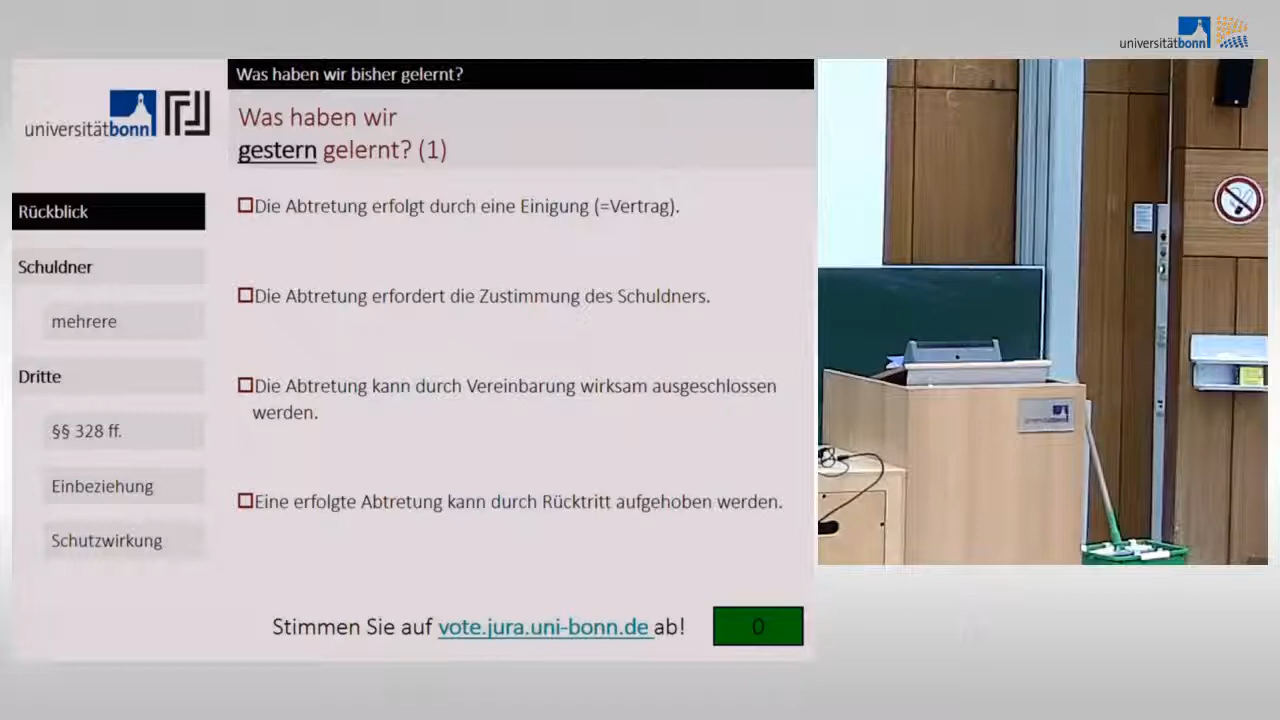 universitätbonn
Was haben wir bisher gelernt?
universitätbonn
Was haben wir
gestern gelernt? (1)
Rückblick
Schuldner
mehrere
Dritte
§§ 328 ff.
Einbeziehung
Schutzwirkung
Die Abtretung erfolgt durch eine Einigung (=Vertrag).
Die Abtretung erfordert die Zustimmung des Schuldners.
Die Abtretung kann durch Vereinbarung wirksam ausgeschlossen
werden.
Eine erfolgte Abtretung kann durch Rücktritt aufgehoben werden.
Stimmen Sie auf vote.jura.uni-bonn.de ab!
0